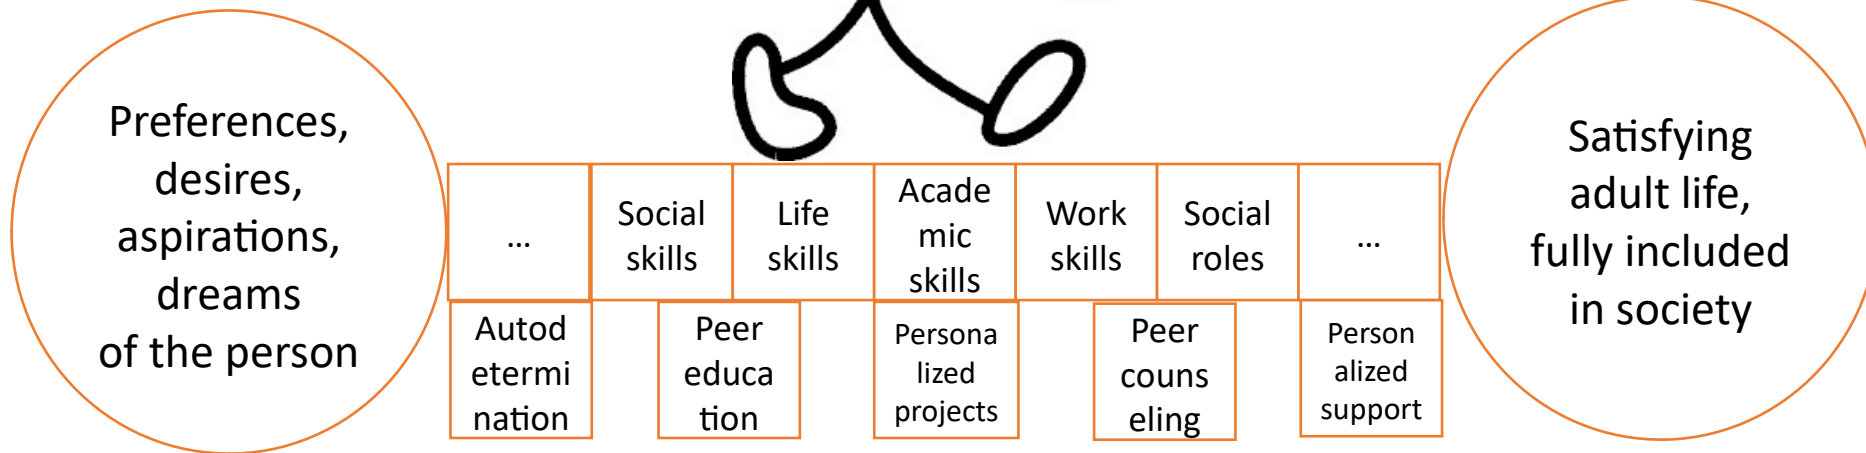 Preferences,
desires,
aspirations,
dreams
of the person
...
Social
skills
Life
skills
Acade
mic
skills
Work
skills
Social
roles
...
Autod
etermi
nation
Peer
educa
tion
Persona
lized
projects
Peer
couns
eling
Person
alized
support
Satisfying
adult life,
fully included
in society